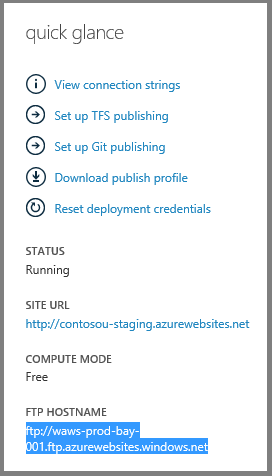 quick glance
View connection strings
Set up TFS publishing
Set up Git publishing
Download publish profile
Reset deployment credentials
STATUS
Running
SITE URL
http://contosou-staging.azurewebsites.net
COMPUTE MODE
Free
FTP HOSTNAME
ftp://waws-prod-bay-
001.ftp.azurewebsites.windows.net